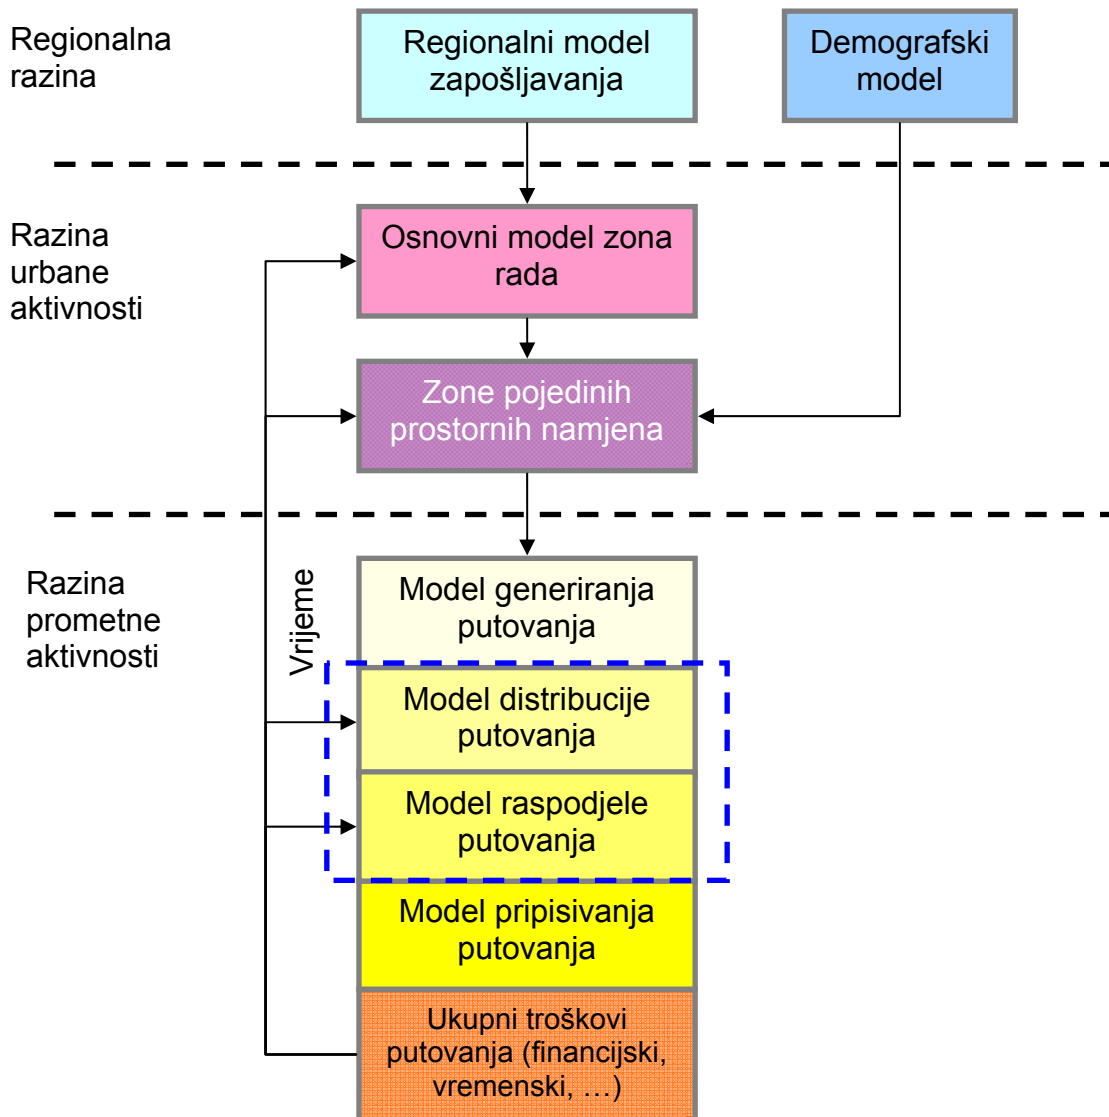 Regionalna
razina
Regionalni model
zapošljavanja
Demografski
model
Razina
urbane
aktivnosti
Osnovni model zona
rada
Zone pojedinih
prostornih namjena
Razina
prometne
aktivnosti
Vrijeme
Model generiranja
putovanja
Model distribucije
putovanja
Model raspodjele
putovanja
Model pripisivanja
putovanja
Ukupni troškovi
putovanja (financijski,
vremenski, …)